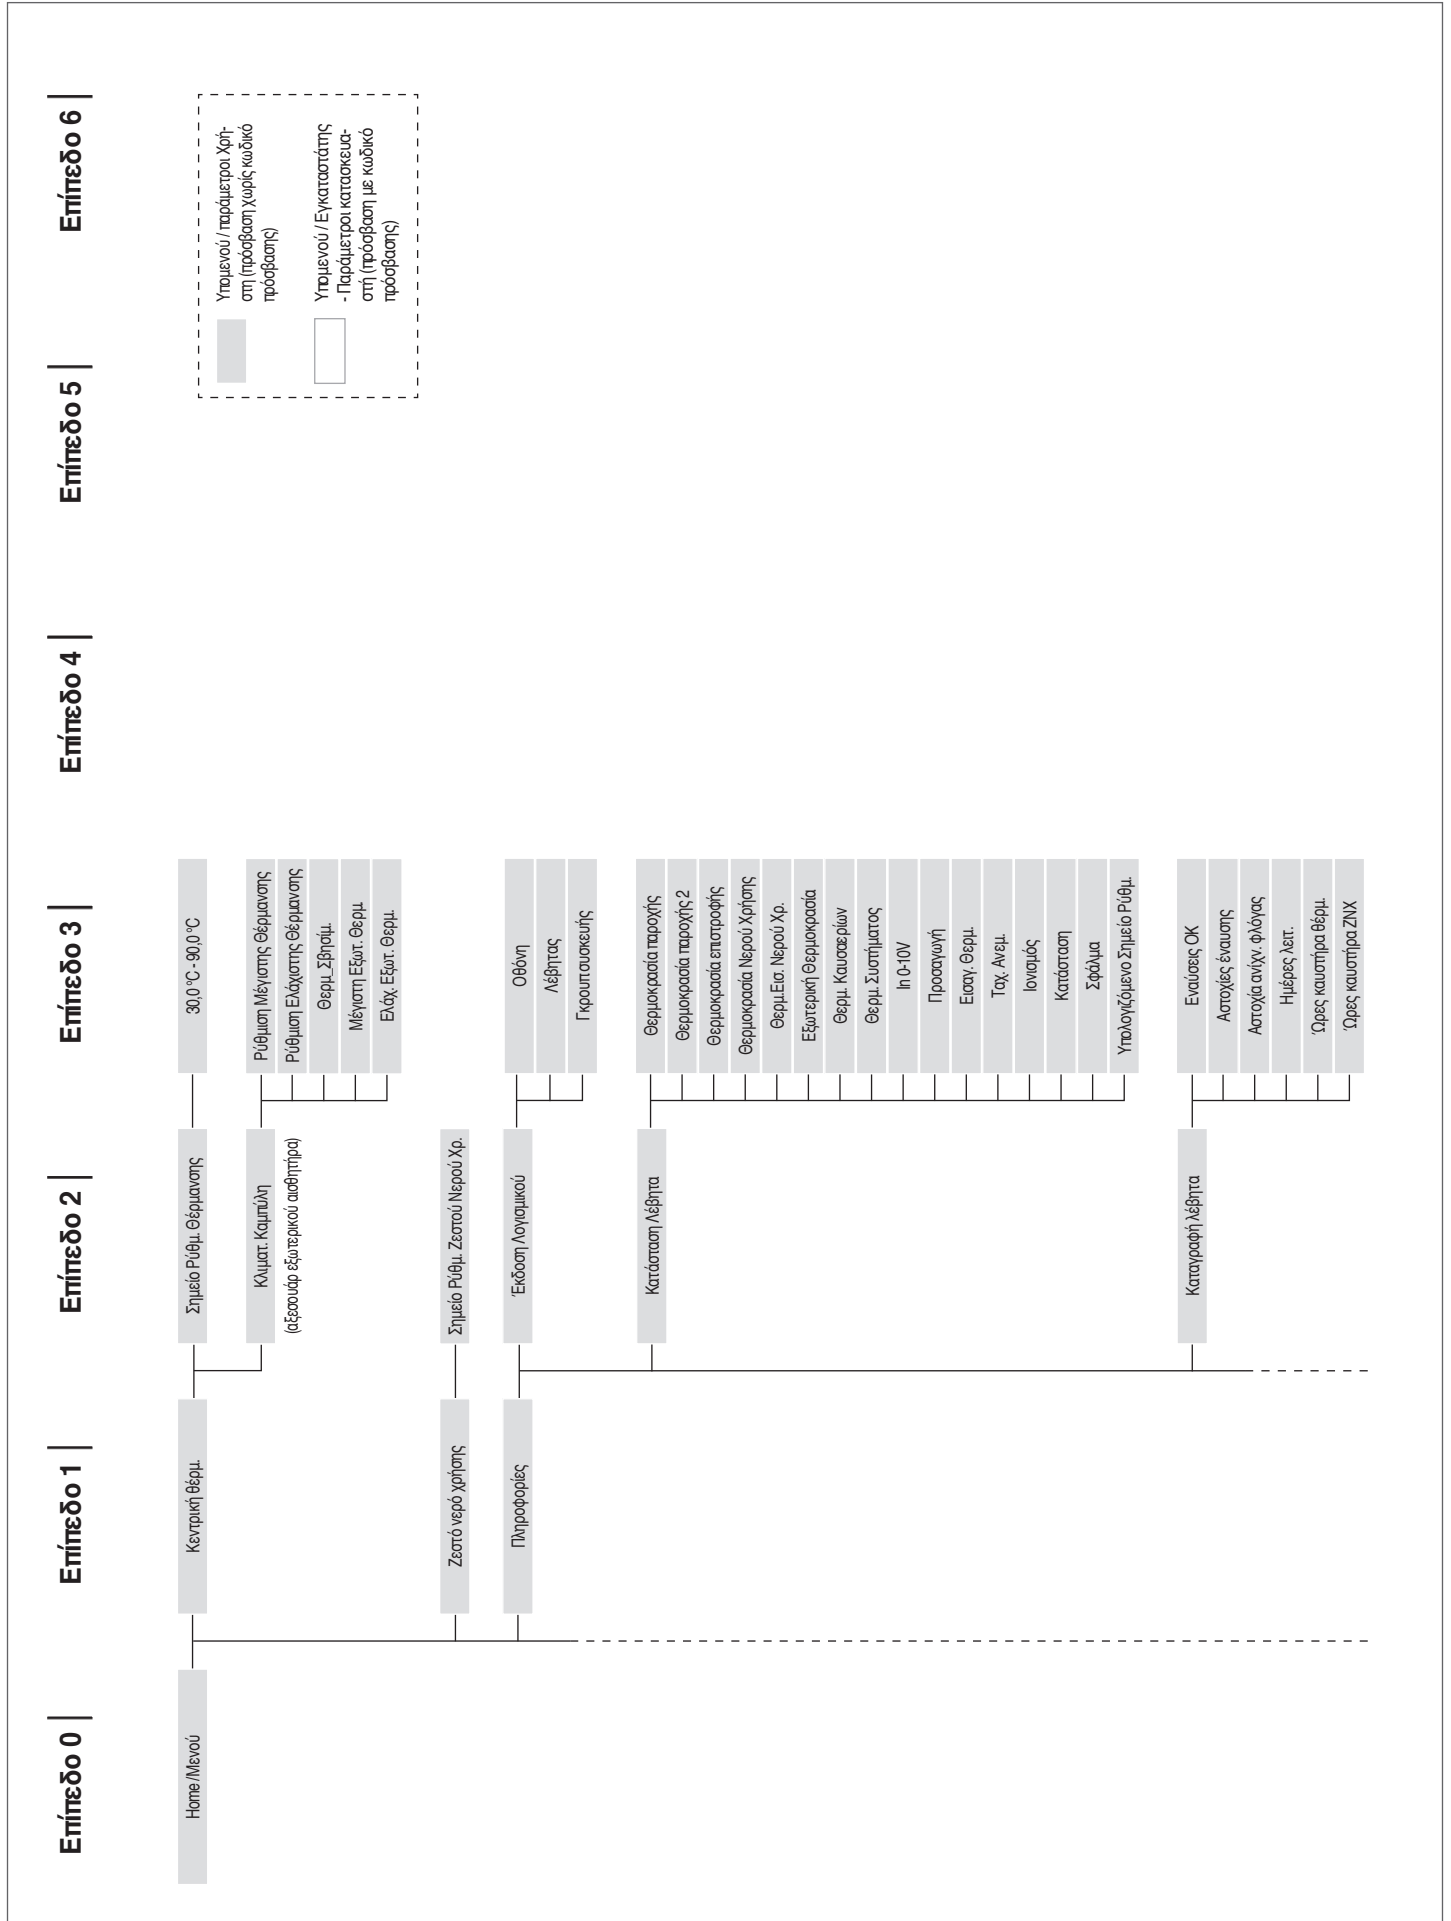 Επίπεδο 0
Επίπεδο 1
Επίπεδο 2
Επίπεδο 3
Επίπεδο 4
Επίπεδο 5
Επίπεδο 6
Home /Μενού
Κεντρική θέρμ.
Σημείο Ρύθμ. Θέρμανσης
30,0 °C - 90,0 °C
Κλιματ. Καμπύλη
(αξεσουάρ εξωτερικού αισθητήρα)
Ρύθμιση Μέγιστης Θέρμανσης
Ρύθμιση Ελάχιστης Θέρμανσης
Θερμ_Σβησίμ.
Μέγιστη Εξωτ. Θερμ.
Ελάχ. Εξωτ. Θερμ.
Ζεστό νερό χρήσης
Σημείο Ρύθμ. Ζεστού Νερού Χρ.
Πληροφορίες
Έκδοση Λογισμικού
Οθόνη
Λέβητας
Γκρουπ συσκευής
Κατάσταση Λέβητα
Θερμοκρασία παροχής
Θερμοκρασία παροχής 2
Θερμοκρασία επιστροφής
Θερμοκρασία Νερού Χρήσης
Θερμ.Εισ. Νερού Χρ.
Εξωτερική Θερμοκρασία
Θερμ. Καυσαερίων
Θερμ. Συστήματος
In 0-10V
Προσαγωγή
Εισαγ. Θερμ.
Ταχ. Ανεμ.
Ιονισμός
Κατάσταση
Σφάλμα
Υπολογιζόμενο Σημείο Ρύθμ.
Καταγραφή λέβητα
Εναύσεις OK
Αστοχίες έναυσης
Αστοχία ανίχν. φλόγας
Ημέρες λειτ.
Ώρες καυστήρα θέρμ.
Ώρες καυστήρα ZNX
Υπομενού / παράμετροι Χρή-
στη (πρόσβαση χωρίς κωδικό
πρόσβασης)
Υπομενού / Εγκαταστάτης
- Παράμετροι κατασκευα-
στή (πρόσβαση με κωδικό
πρόσβασης)